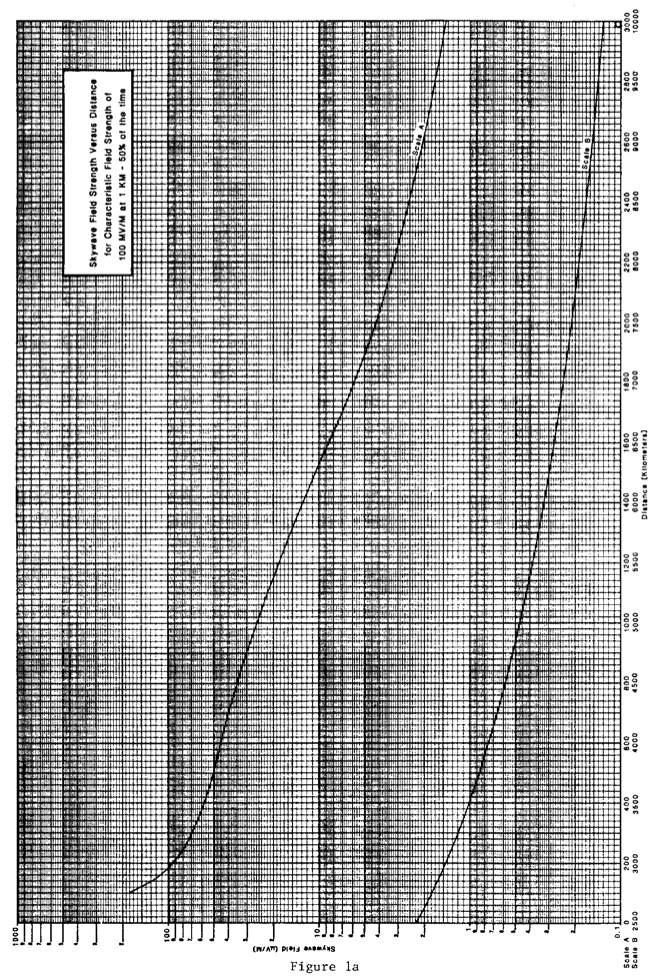 Skywave Field Strength Versus Distance
for Characteristic Field Strength of
100 MV/M at 1 KM - 50% of the time
Scale A
Scale B
Skywave Field (µV/M)
1000
100
10
1
0.1
Scale A 0 200 400 600 800 1000 1200 1400 1600 1800 2000 2200 2400 2600 2800 3000
Scale B 2500 3000 3500 4000 4500 5000 5500 6000 6500 7000 7500 8000 8500 9000 9500 10000
Distance (Kilometers)
Figure 1a